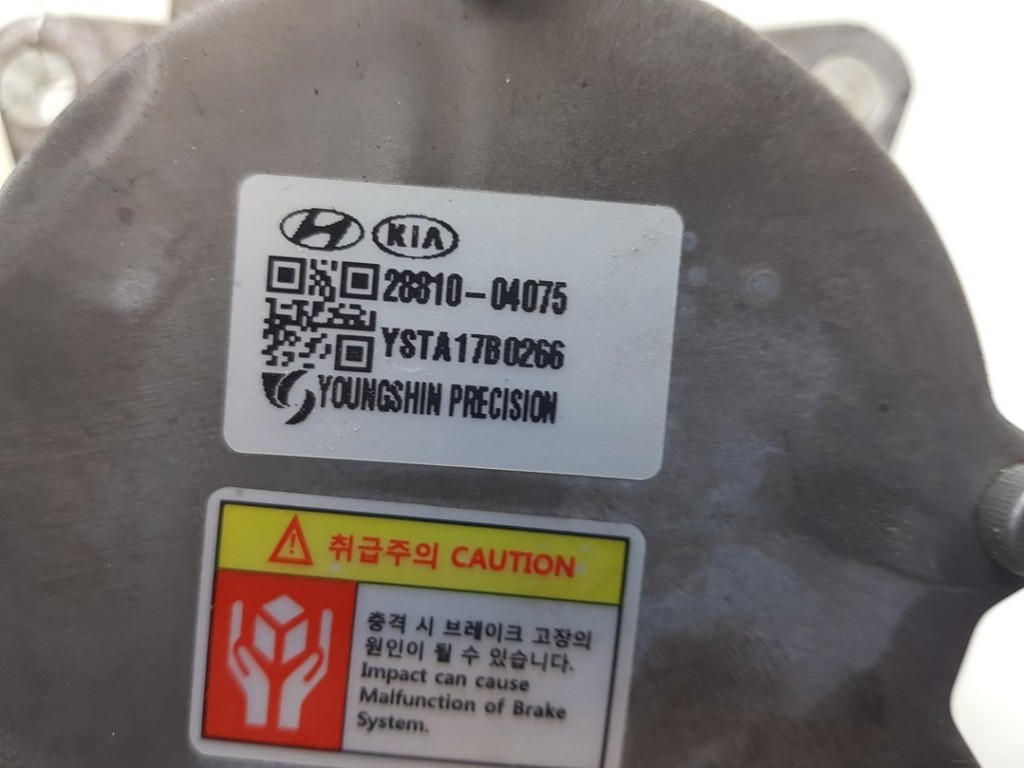 KIA
28810-04075
YSTA17B0266
YOUNGSHIN PRECISION
취급주의 CAUTION
충격 시 브레이크 고장의
원인이 될 수 있습니다.
Impact can cause
Malfunction of Brake
System.